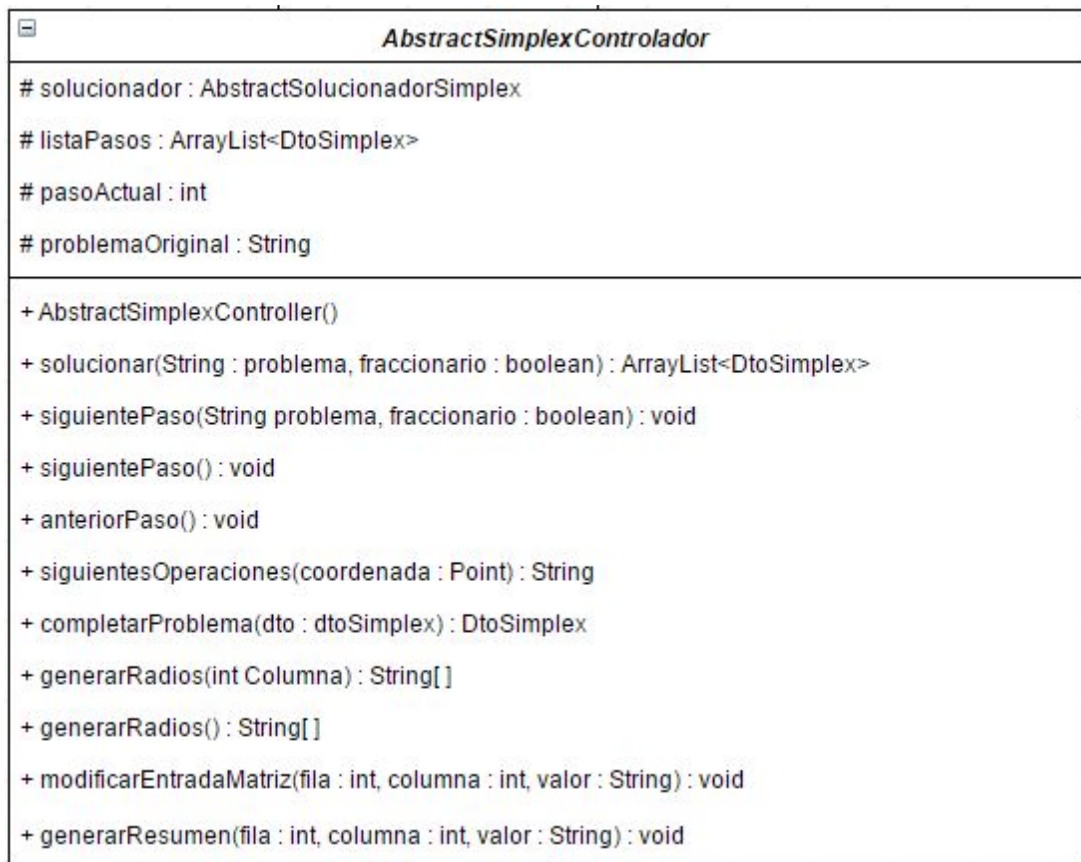 AbstractSimplexControlador
# solucionador : AbstractSolucionadorSimplex
# listaPasos : ArrayList<DtoSimplex>
# pasoActual : int
# problemaOriginal : String
+ AbstractSimplexController()
+ solucionar(String : problema, fraccionario : boolean) : ArrayList<DtoSimplex>
+ siguientePaso(String problema, fraccionario : boolean) : void
+ siguientePaso() : void
+ anteriorPaso() : void
+ siguientesOperaciones(coordenada : Point) : String
+ completarProblema(dto : dtoSimplex) : DtoSimplex
+ generarRadios(int Columna) : String[ ]
+ generarRadios() : String[ ]
+ modificarEntradaMatriz(fila : int, columna : int, valor : String) : void
+ generarResumen(fila : int, columna : int, valor : String) : void